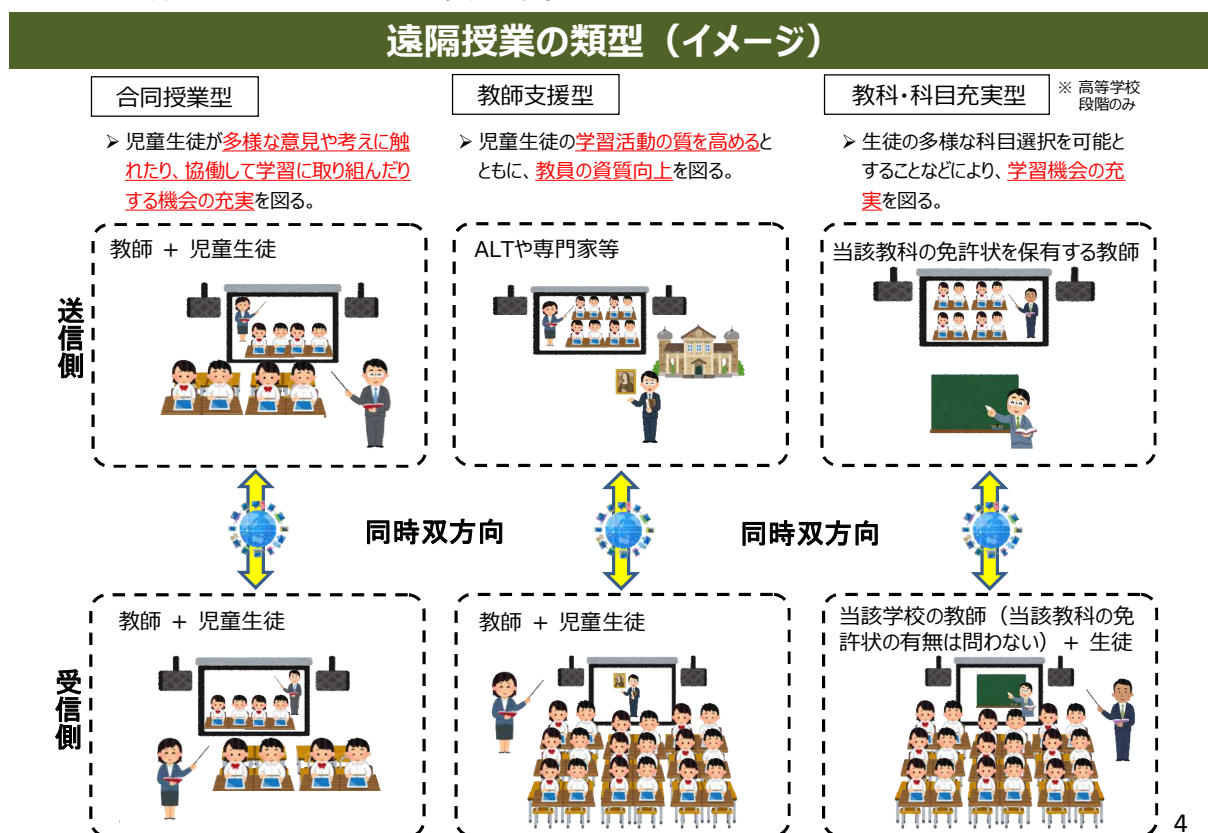 遠隔授業の類型（イメージ）
合同授業型
➢ 児童生徒が多様な意見や考えに触
れたり、協働して学習に取り組んだり
する機会の充実を図る。
教師支援型
➢ 児童生徒の学習活動の質を高めると
ともに、教員の資質向上を図る。
教科・科目充実型
※ 高等学校
段階のみ
➢ 生徒の多様な科目選択を可能と
することなどにより、学習機会の充
実を図る。
送信側
教師 + 児童生徒
ALTや専門家等
当該教科の免許状を保有する教師
同時双方向
同時双方向
受信側
教師 + 児童生徒
教師 + 児童生徒
当該学校の教師（当該教科の免
許状の有無は問わない）+ 生徒
4